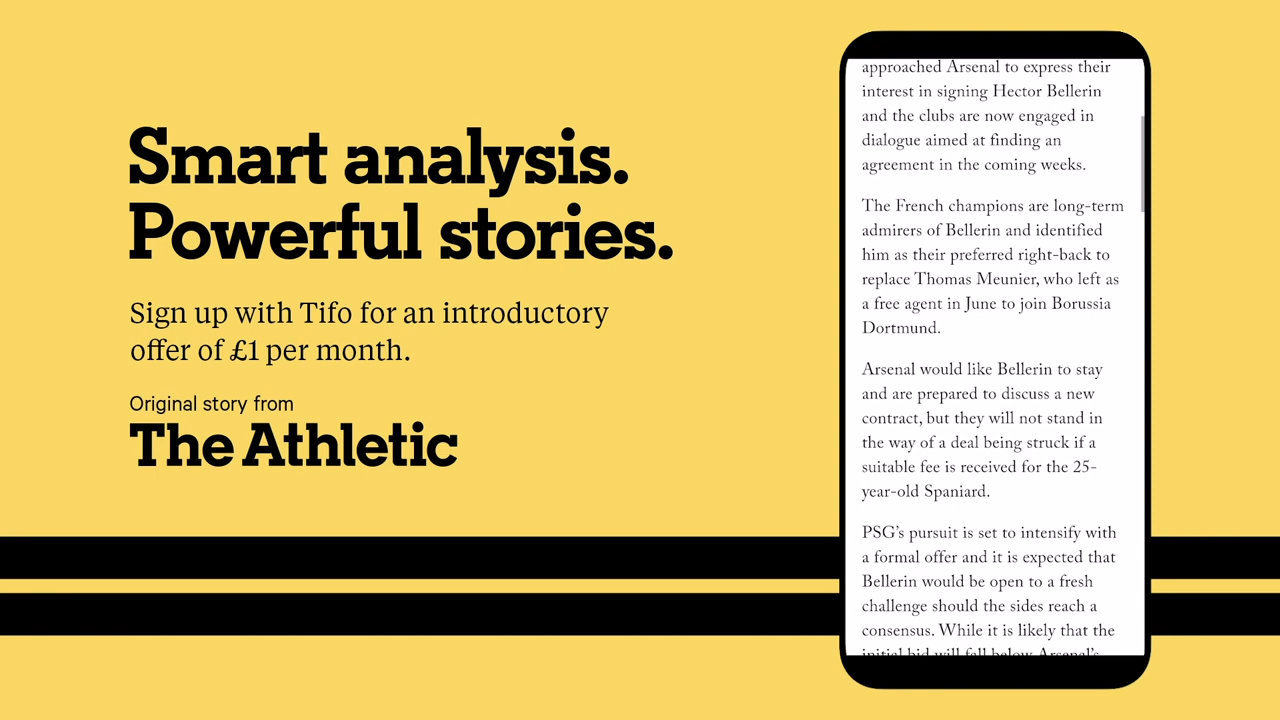 Smart analysis.
Powerful stories.
Sign up with Tifo for an introductory
offer of £1 per month.
Original story from
The Athletic
approached Arsenal to express their
interest in signing Hector Bellerin
and the clubs are now engaged in
dialogue aimed at finding an
agreement in the coming weeks.
The French champions are long-term
admirers of Bellerin and identified
him as their preferred right-back to
replace Thomas Meunier, who left as
a free agent in June to join Borussia
Dortmund.
Arsenal would like Bellerin to stay
and are prepared to discuss a new
contract, but they will not stand in
the way of a deal being struck if a
suitable fee is received for the 25-
year-old Spaniard.
PSG’s pursuit is set to intensify with
a formal offer and it is expected that
Bellerin would be open to a fresh
challenge should the sides reach a
consensus. While it is likely that the
initial bid will fall below Arsenal’s